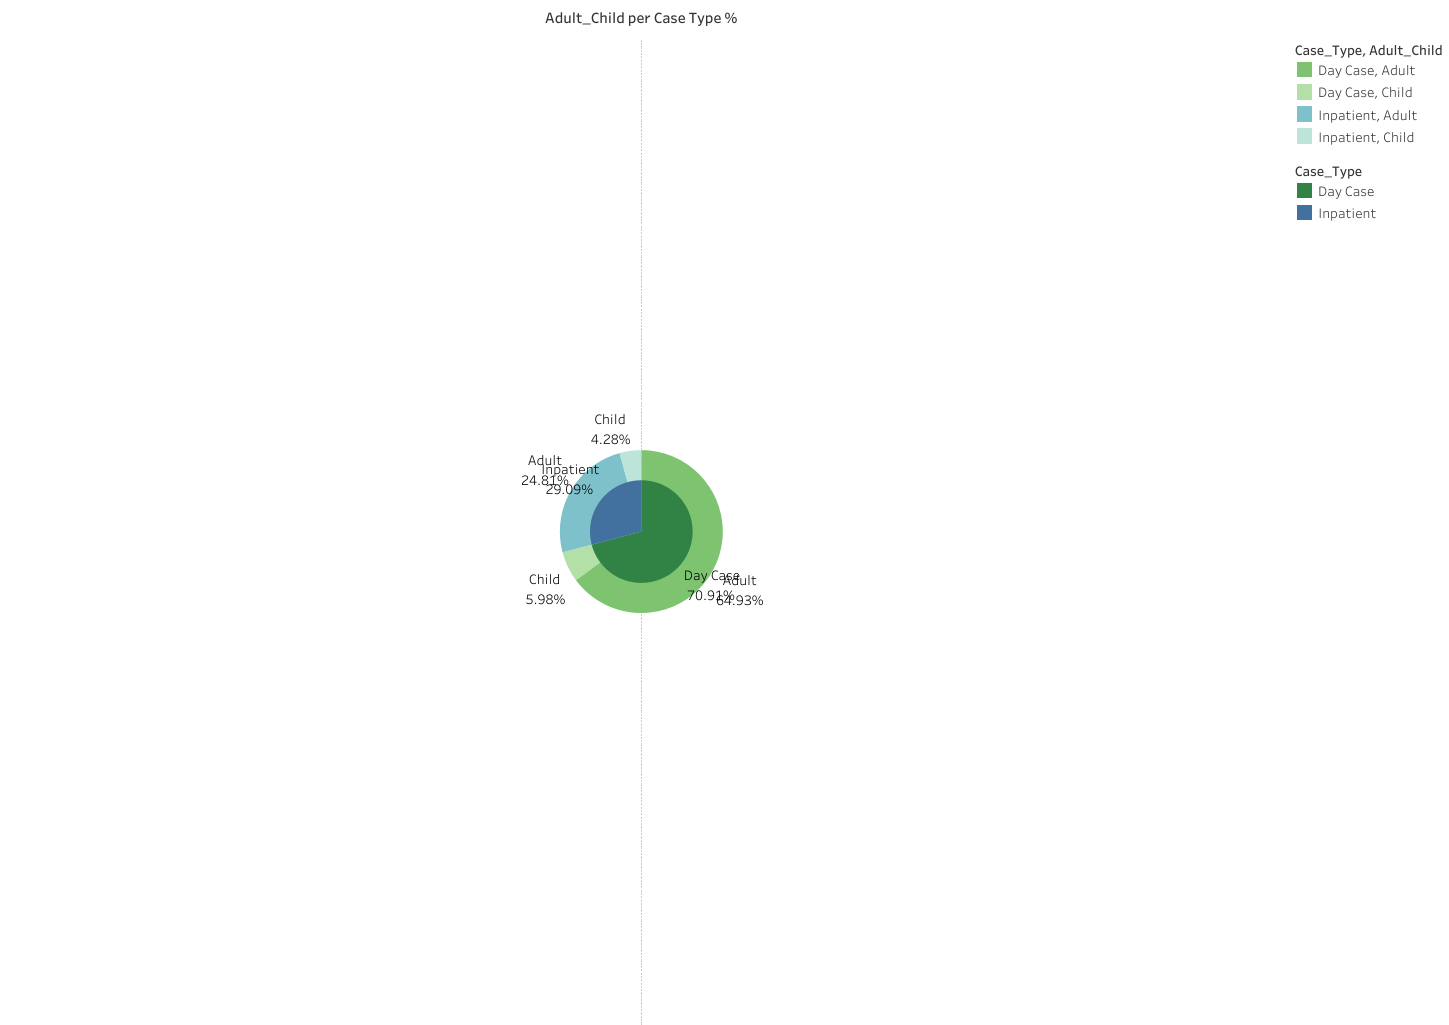 Adult_Child per Case Type %
Case_Type, Adult_Child
Day Case, Adult
Day Case, Child
Inpatient, Adult
Inpatient, Child
Case_Type
Day Case
Inpatient
Child
4.28%
Adult
24.81%
Inpatient
29.09%
Child
5.98%
Day Case
70.91%
Adult
64.93%